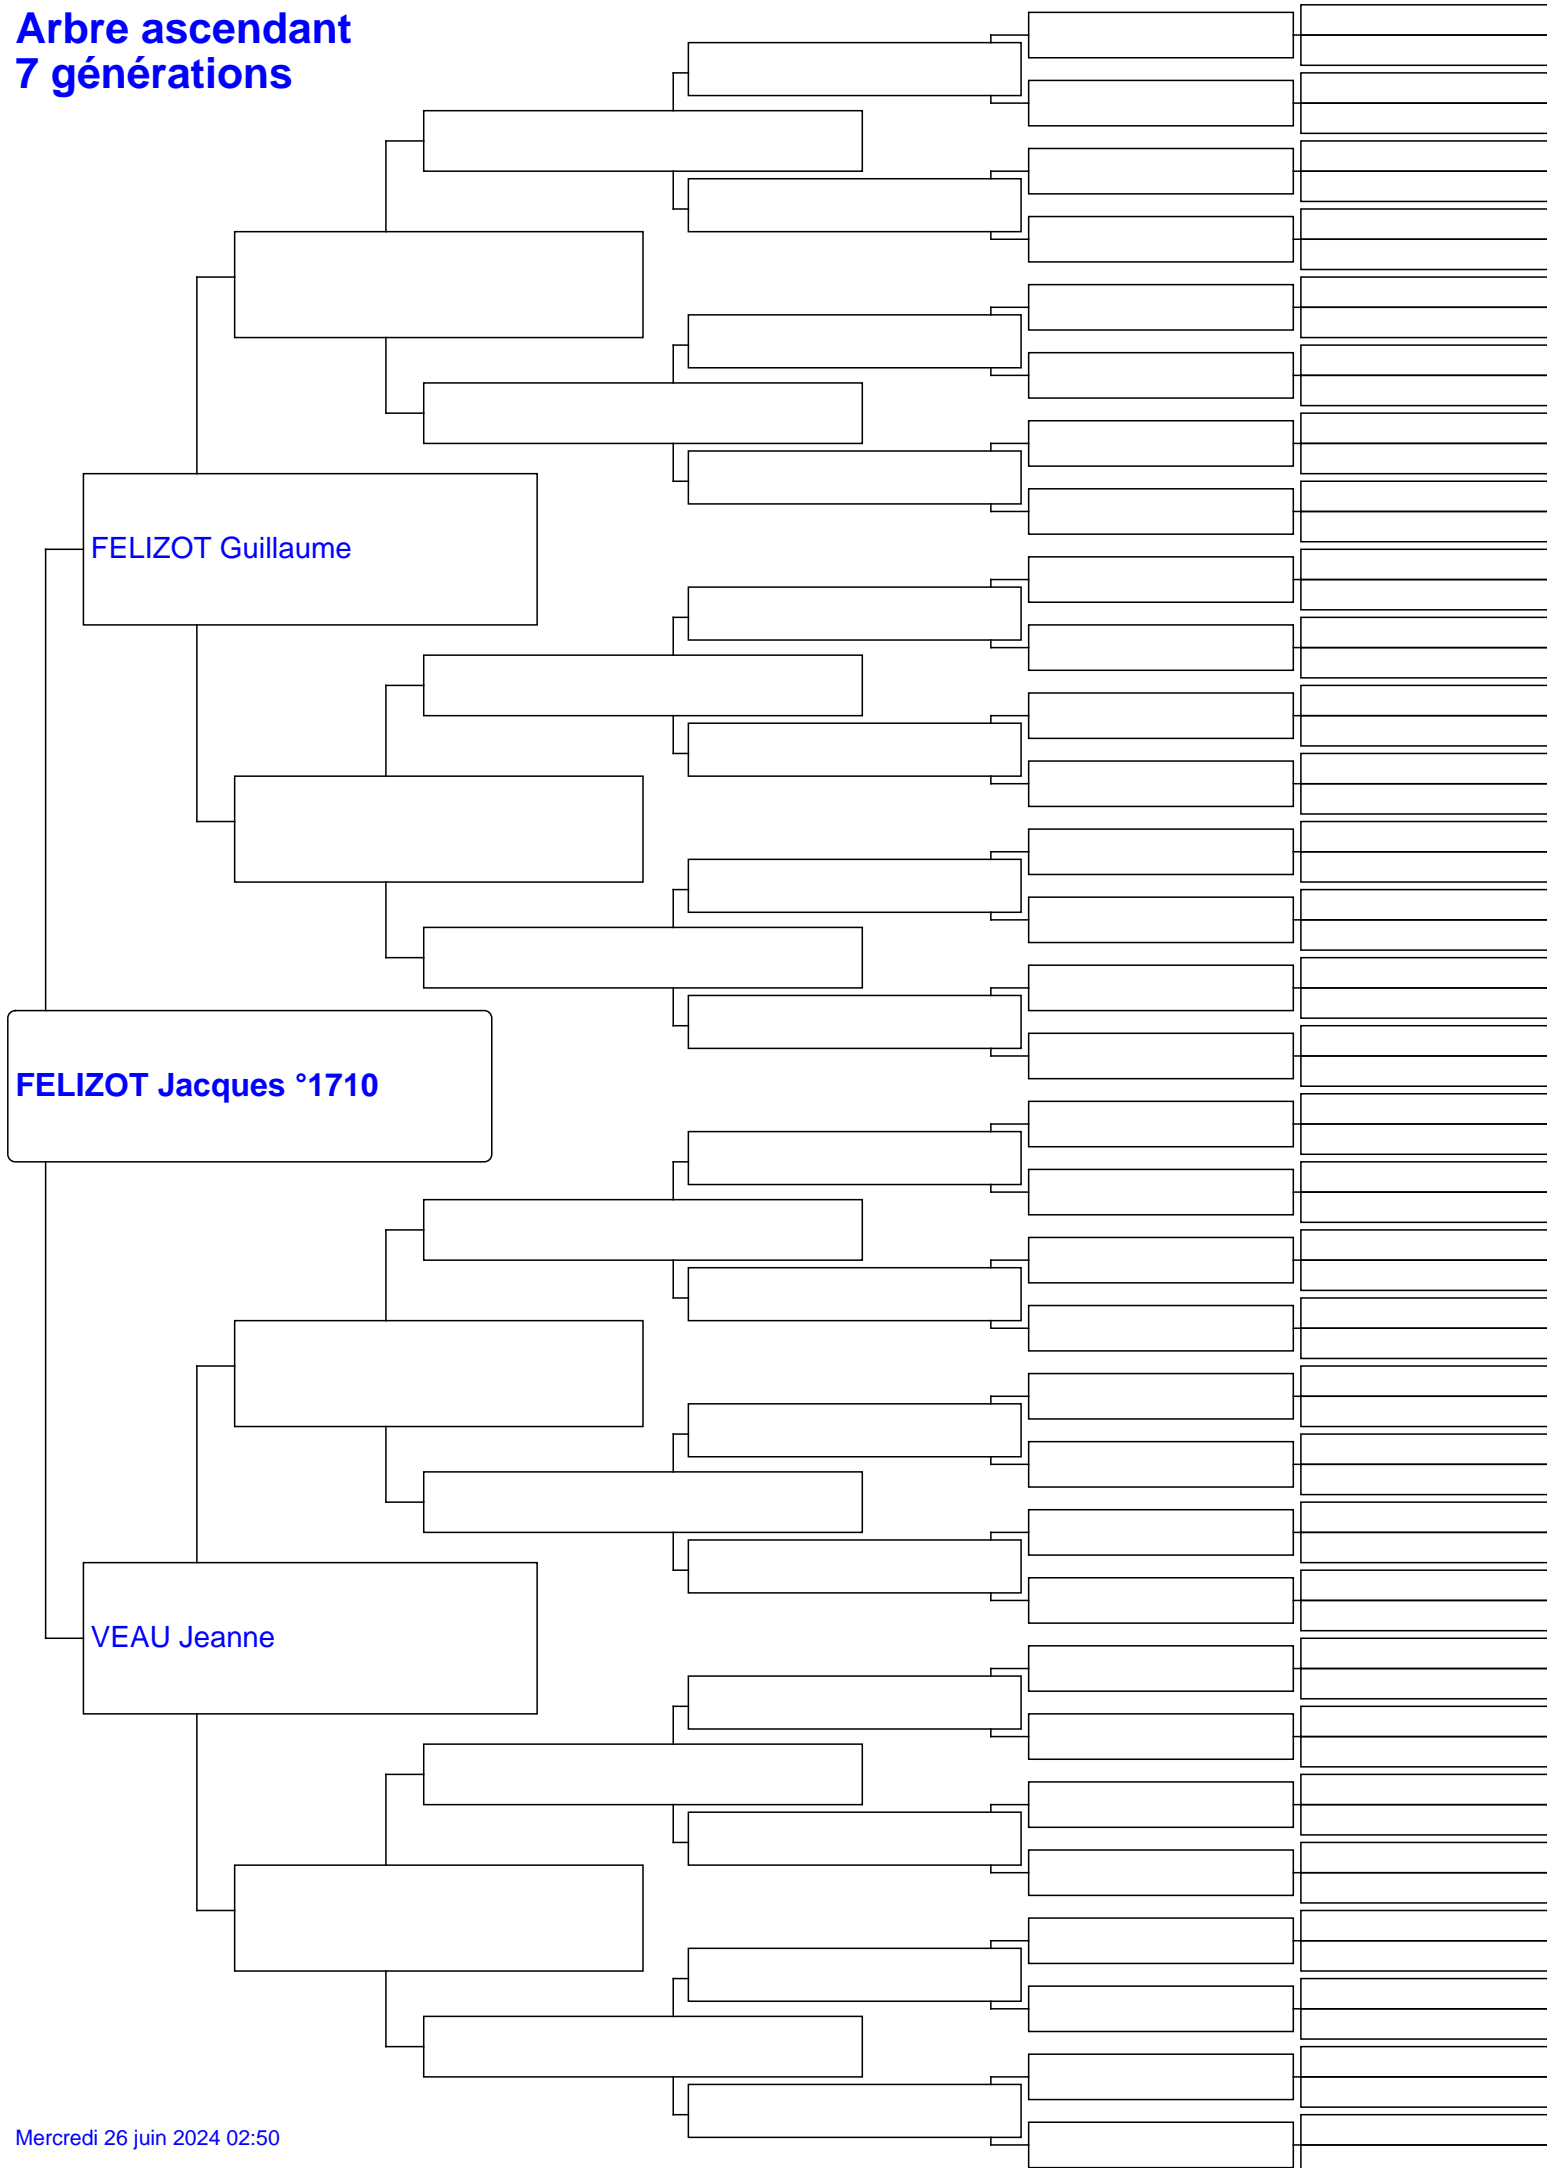 Arbre ascendant
7 générations
FELIZOT Guillaume
FELIZOT Jacques °1710
VEAU Jeanne
Mercredi 26 juin 2024 02:50